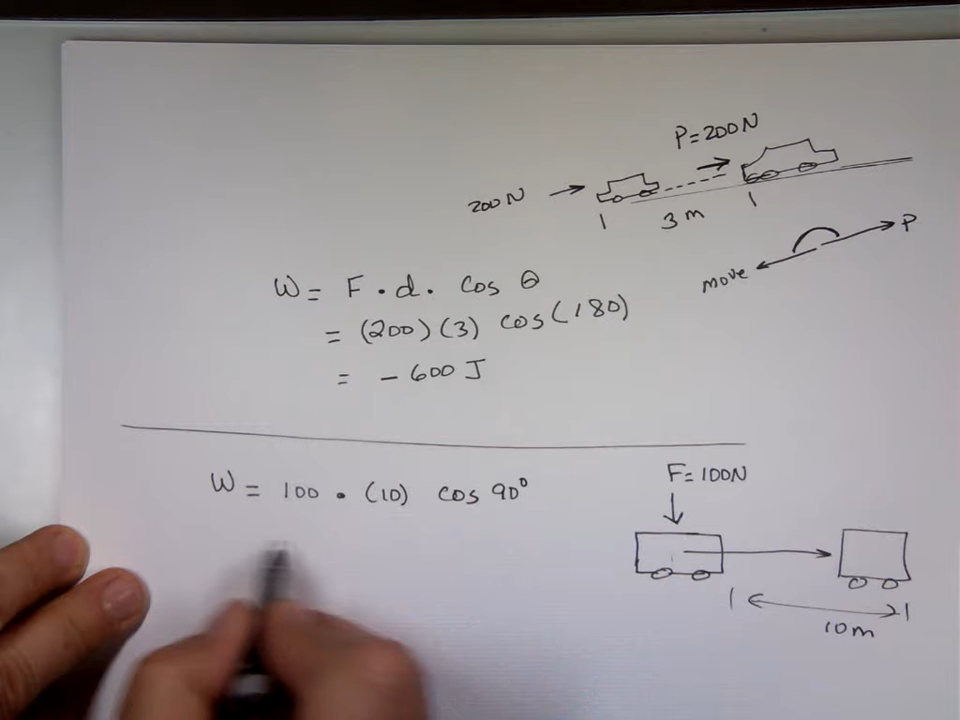 P=200N
200N
3m
P
move
W = F · d · cos θ
= (200)(3) cos(180)
= -600 J
W = 100 · (10) cos 90°
F=100N
10m